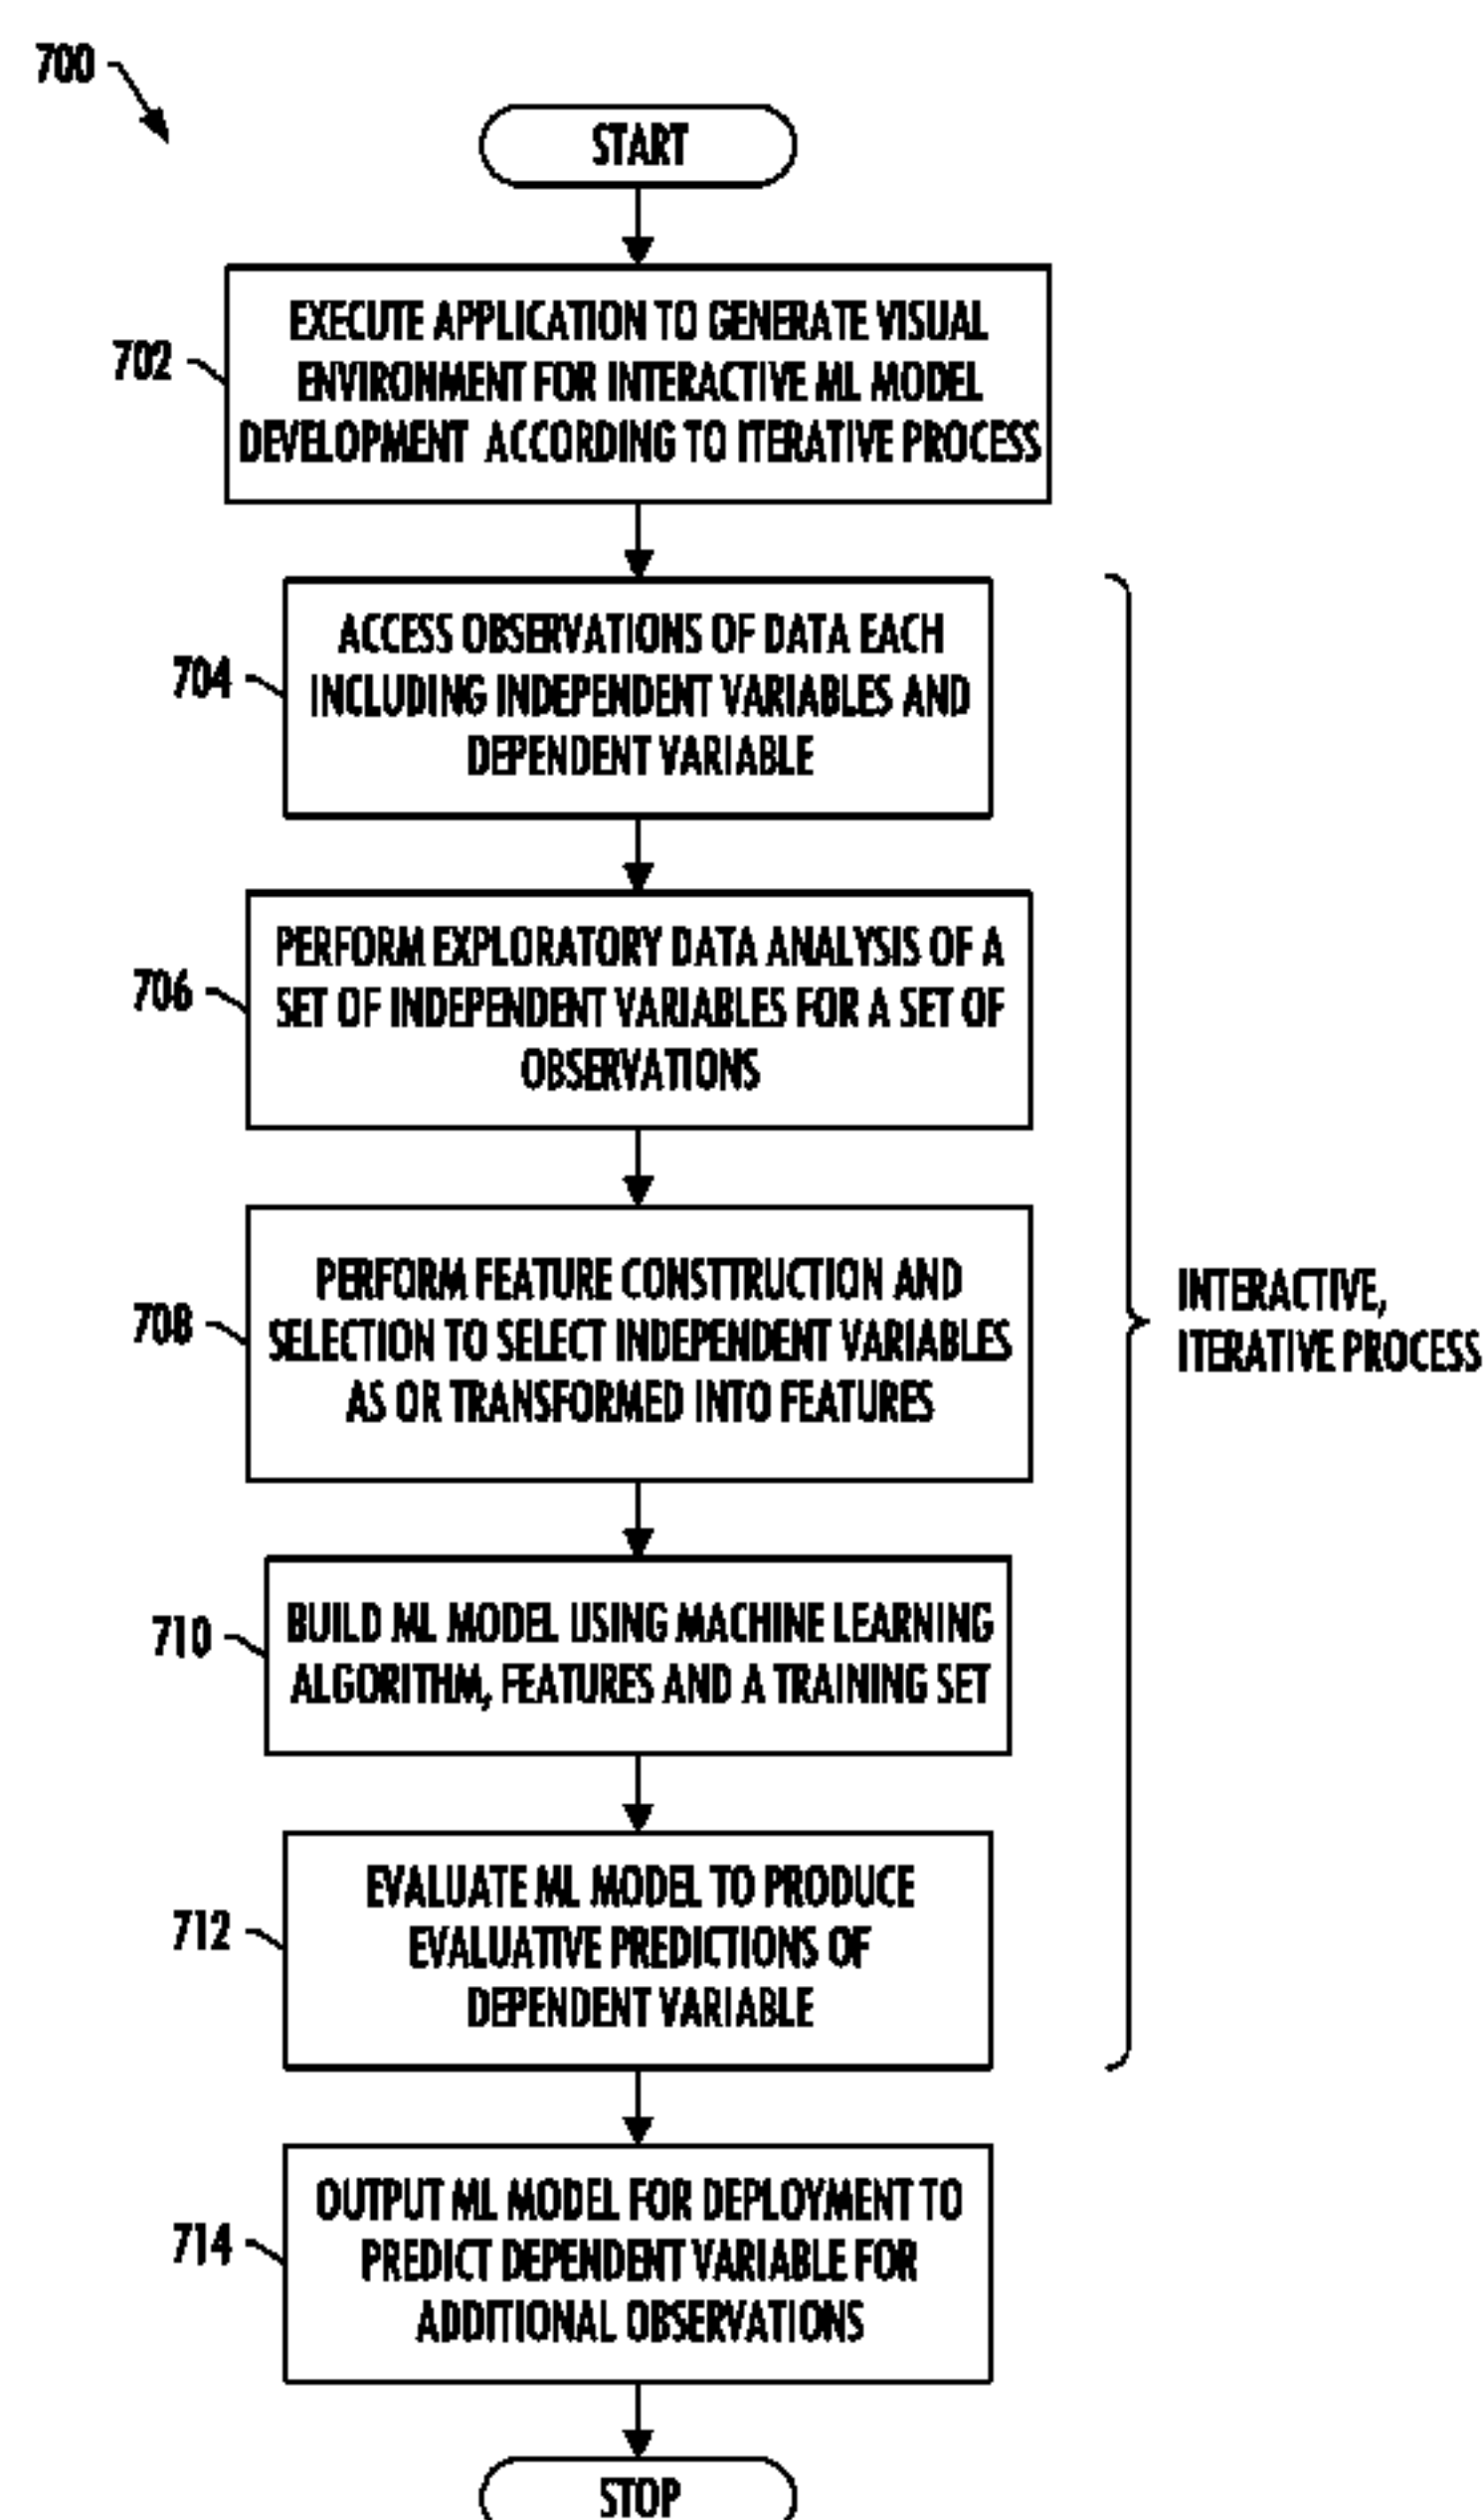 700
START
702
EXECUTE APPLICATION TO GENERATE VISUAL
ENVIRONMENT FOR INTERACTIVE ML MODEL
DEVELOPMENT ACCORDING TO ITERATIVE PROCESS
704
ACCESS OBSERVATIONS OF DATA EACH
INCLUDING INDEPENDENT VARIABLES AND
DEPENDENT VARIABLE
706
PERFORM EXPLORATORY DATA ANALYSIS OF A
SET OF INDEPENDENT VARIABLES FOR A SET OF
OBSERVATIONS
708
PERFORM FEATURE CONSTTRUCTION AND
SELECTION TO SELECT INDEPENDENT VARIABLES
AS OR TRANSFORMED INTO FEATURES
INTERACTIVE,
ITERATIVE PROCESS
710
BUILD ML MODEL USING MACHINE LEARNING
ALGORITHM, FEATURES AND A TRAINING SET
712
EVALUATE ML MODEL TO PRODUCE
EVALUATIVE PREDICTIONS OF
DEPENDENT VARIABLE
714
OUTPUT ML MODEL FOR DEPLOYMENT TO
PREDICT DEPENDENT VARIABLE FOR
ADDITIONAL OBSERVATIONS
STOP